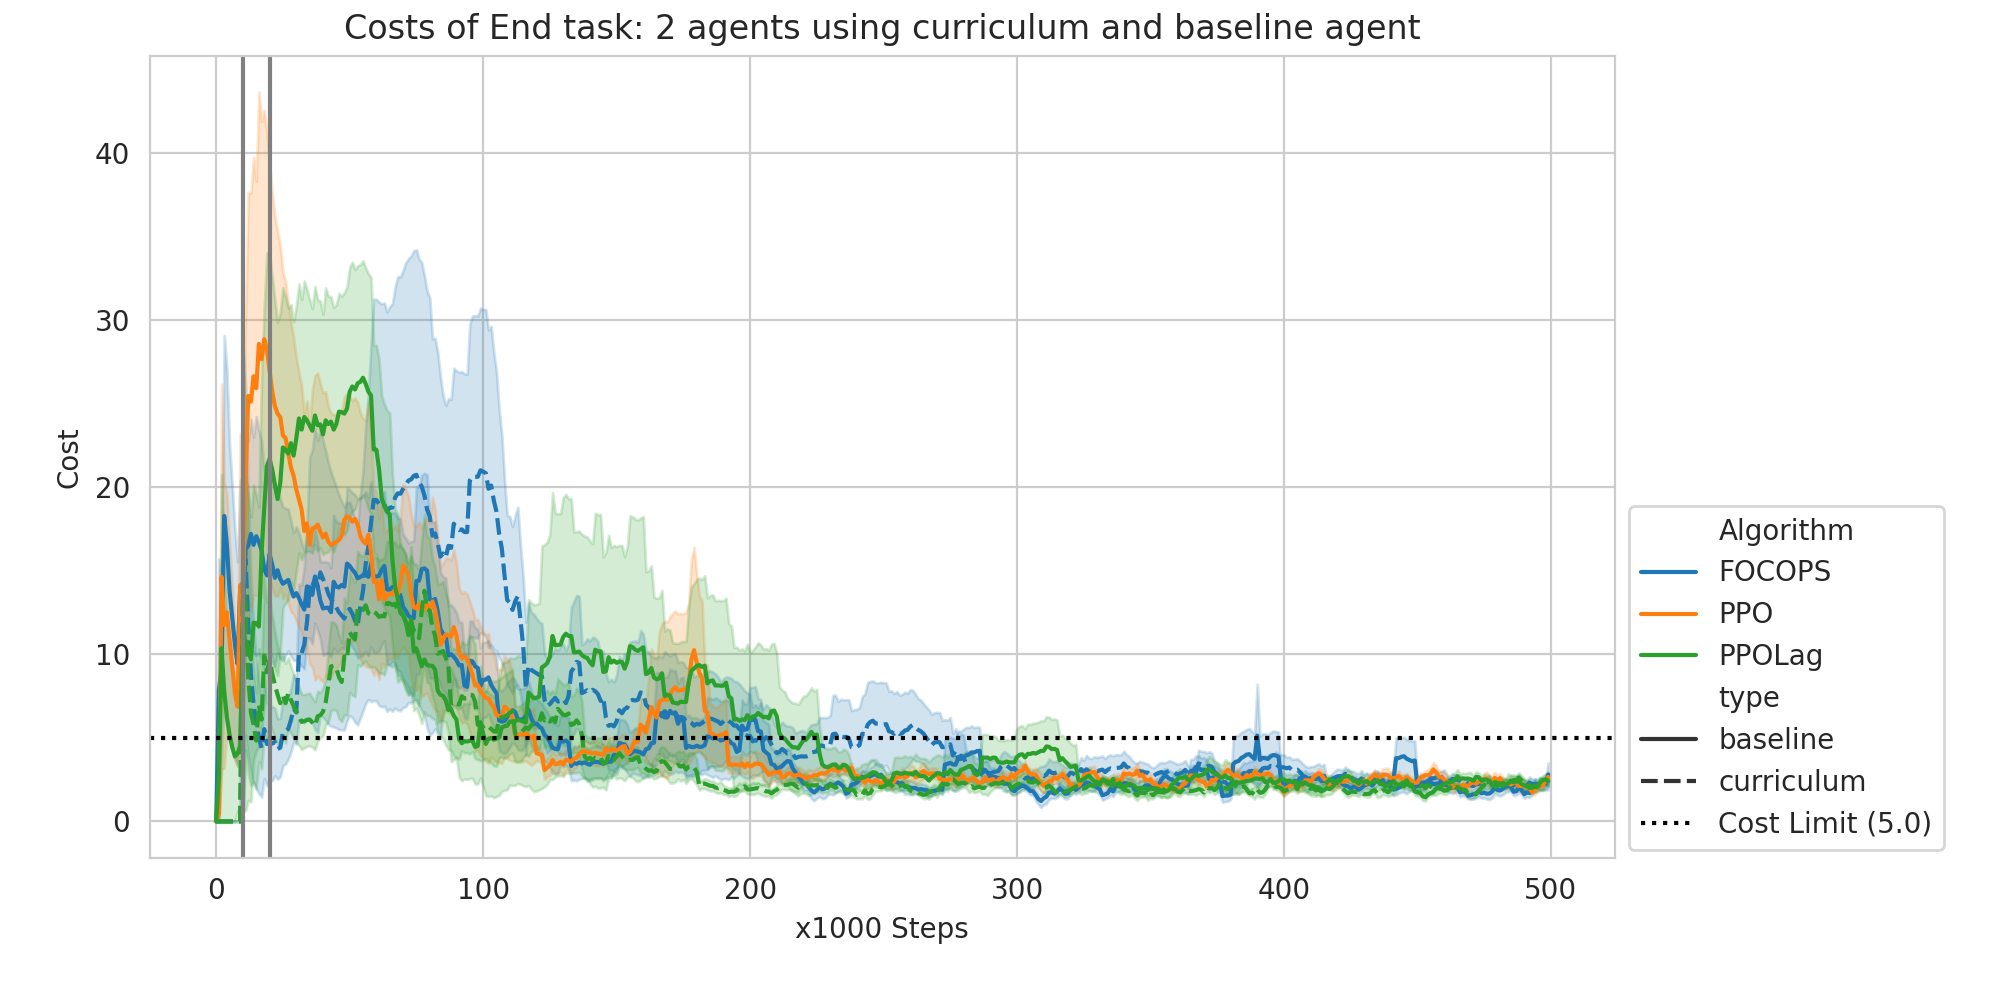 Costs of End task: 2 agents using curriculum and baseline agent
Cost
40
30
20
10
0
0 100 200 300 400 500
x1000 Steps
Algorithm
FOCOPS
PPO
PPOLag
type
baseline
curriculum
Cost Limit (5.0)